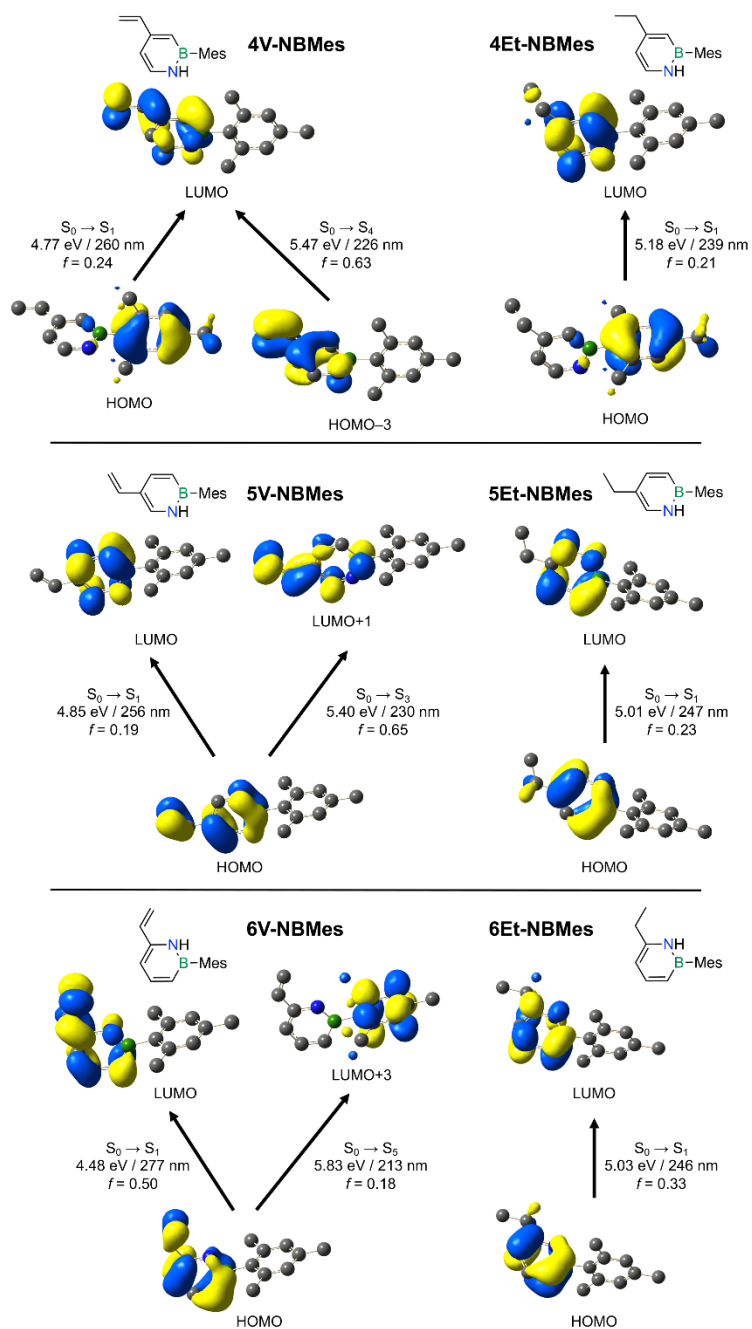 4V-NBMes
B
Mes
NH
LUMO
S0 → S1
4.77 eV / 260 nm
f = 0.24
S0 → S4
5.47 eV / 226 nm
f = 0.63
HOMO
HOMO–3
4Et-NBMes
B
Mes
NH
LUMO
S0 → S1
5.18 eV / 239 nm
f = 0.21
HOMO
5V-NBMes
B
Mes
NH
LUMO
LUMO+1
S0 → S1
4.85 eV / 256 nm
f = 0.19
S0 → S3
5.40 eV / 230 nm
f = 0.65
HOMO
5Et-NBMes
B
Mes
NH
LUMO
S0 → S1
5.01 eV / 247 nm
f = 0.23
HOMO
6V-NBMes
NH
B
Mes
LUMO
LUMO+3
S0 → S1
4.48 eV / 277 nm
f = 0.50
S0 → S5
5.83 eV / 213 nm
f = 0.18
HOMO
6Et-NBMes
NH
B
Mes
LUMO
S0 → S1
5.03 eV / 246 nm
f = 0.33
HOMO